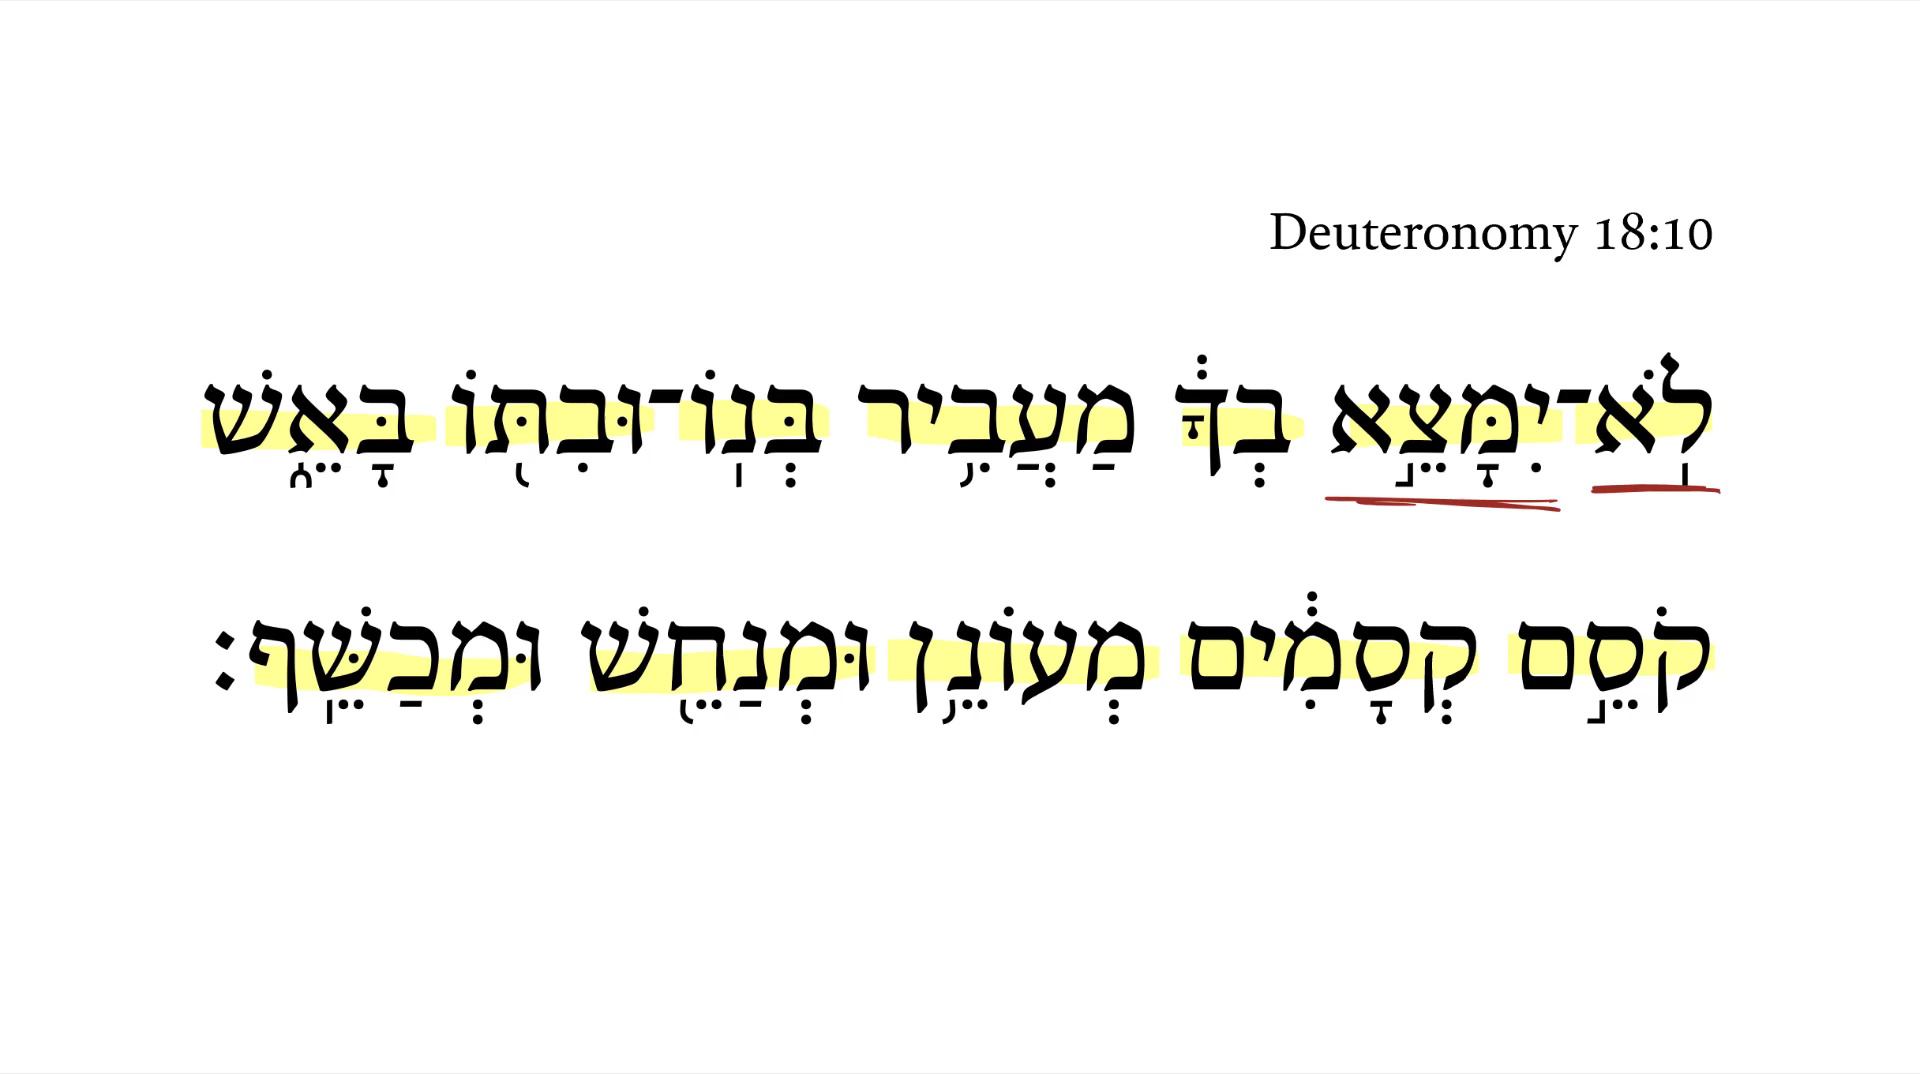 Deuteronomy 18:10
לֹֽא־יִמָּצֵ֣א בְךָ֔ מַעֲבִ֥יר בְּנֽוֹ־וּבִתּ֖וֹ בָּאֵ֑שׁ
קֹסֵ֣ם קְסָמִ֔ים מְעוֹנֵ֥ן וּמְנַחֵ֖שׁ וּמְכַשֵּֽׁף׃